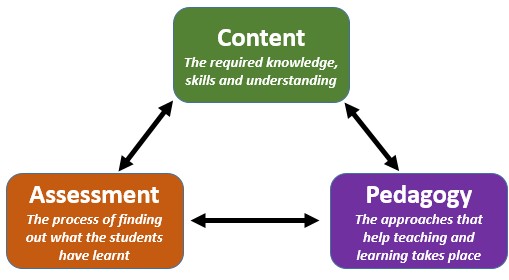 Content
The required knowledge,
skills and understanding
Assessment
The process of finding
out what the students
have learnt
Pedagogy
The approaches that
help teaching and
learning takes place